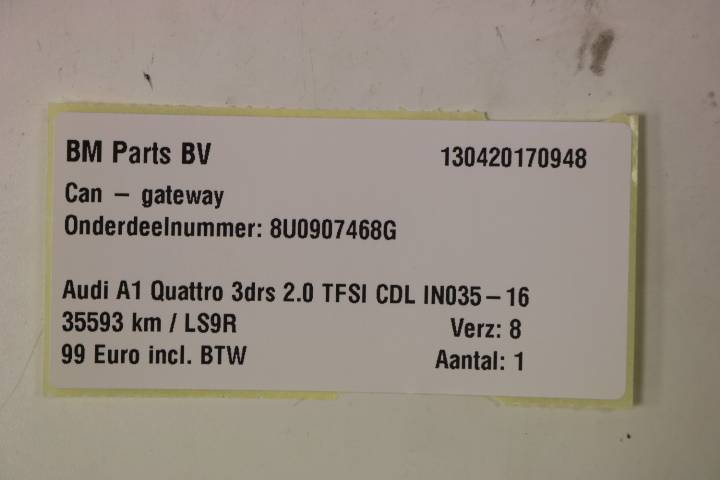 BM Parts BV 130420170948
Can – gateway
Onderdeelnummer: 8U0907468G
Audi A1 Quattro 3drs 2.0 TFSI CDL IN035–16
35593 km / LS9R Verz: 8
99 Euro incl. BTW Aantal: 1